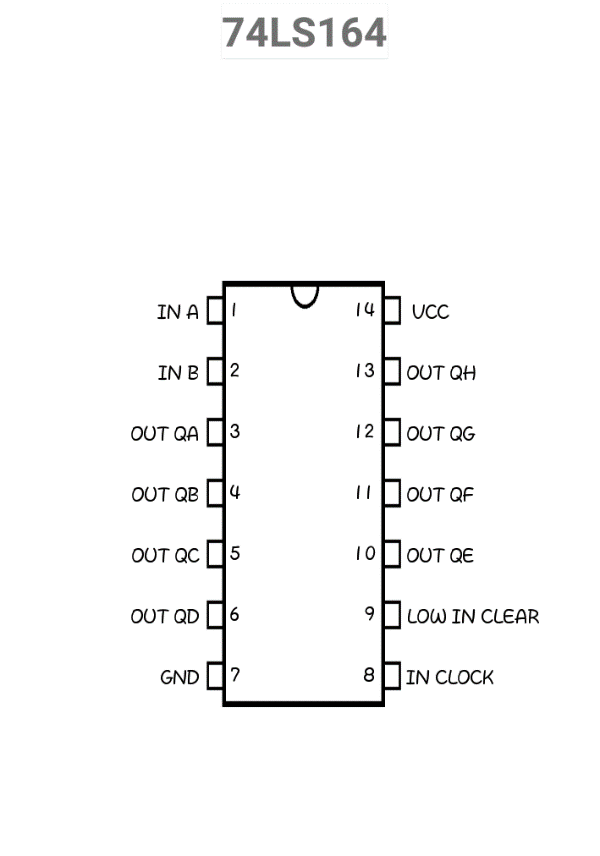 74LS164
IN A 1 14 VCC
IN B 2 13 OUT QH
OUT QA 3 12 OUT QG
OUT QB 4 11 OUT QF
OUT QC 5 10 OUT QE
OUT QD 6 9 LOW IN CLEAR
GND 7 8 IN CLOCK